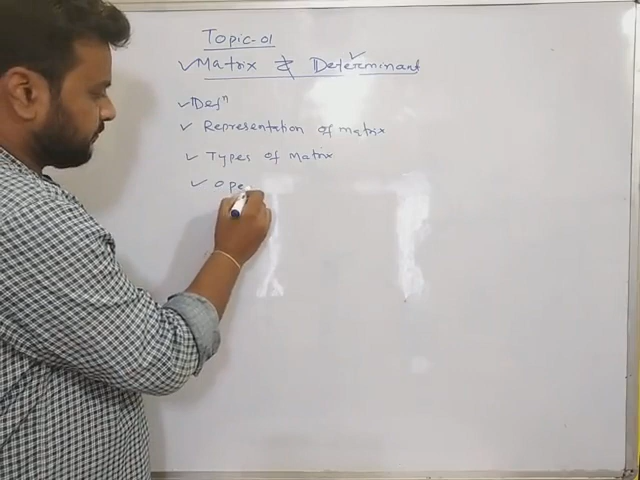 Topic-01
✓Matrix & Determinant
✓Defⁿ
✓ Representation of matrix
✓ Types of Matrix
✓ Ope